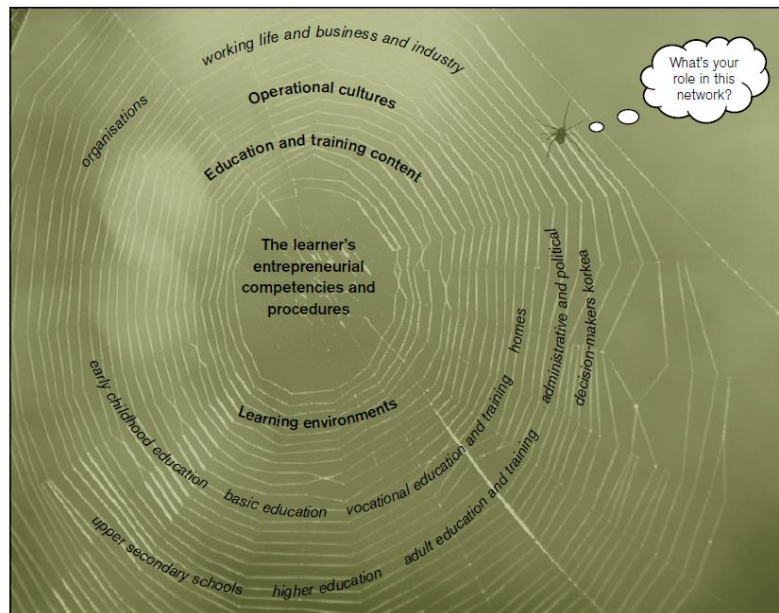 working life and business and industry
What's your
role in this
network?
organisations
Operational cultures
Education and training content
The learner's
entrepreneurial
competencies and
procedures
homes
administrative and political
decision-makers korkea
early childhood education
Learning environments
basic education
vocational education and training
upper secondary schools
higher education
adult education and training